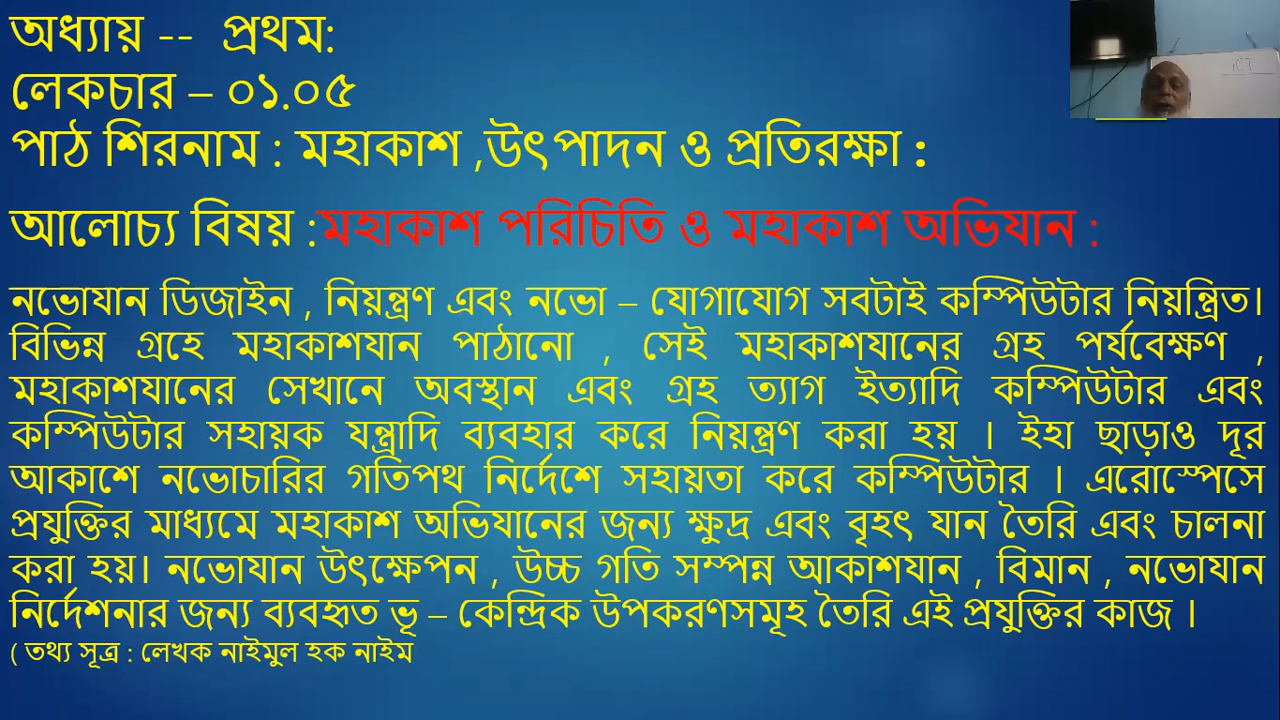 অধ্যায় -- প্রথম:
লেকচার – ০১.০৫
পাঠ শিরনাম : মহাকাশ ,উৎপাদন ও প্রতিরক্ষা :
আলোচ্য বিষয় :মহাকাশ পরিচিতি ও মহাকাশ অভিযান :
নভোযান ডিজাইন , নিয়ন্ত্রণ এবং নভো – যোগাযোগ সবটাই কম্পিউটার নিয়ন্ত্রিত।
বিভিন্ন গ্রহে মহাকাশযান পাঠানো , সেই মহাকাশযানের গ্রহ পর্যবেক্ষণ ,
মহাকাশযানের সেখানে অবস্থান এবং গ্রহ ত্যাগ ইত্যাদি কম্পিউটার এবং
কম্পিউটার সহায়ক যন্ত্রাদি ব্যবহার করে নিয়ন্ত্রণ করা হয় । ইহা ছাড়াও দূর
আকাশে নভোচারির গতিপথ নির্দেশে সহায়তা করে কম্পিউটার । এরোস্পেসে
প্রযুক্তির মাধ্যমে মহাকাশ অভিযানের জন্য ক্ষুদ্র এবং বৃহৎ যান তৈরি এবং চালনা
করা হয়। নভোযান উৎক্ষেপন , উচ্চ গতি সম্পন্ন আকাশযান , বিমান , নভোযান
নির্দেশনার জন্য ব্যবহৃত ভূ – কেন্দ্রিক উপকরণসমূহ তৈরি এই প্রযুক্তির কাজ ।
( তথ্য সূত্র : লেখক নাইমুল হক নাইম
ICT